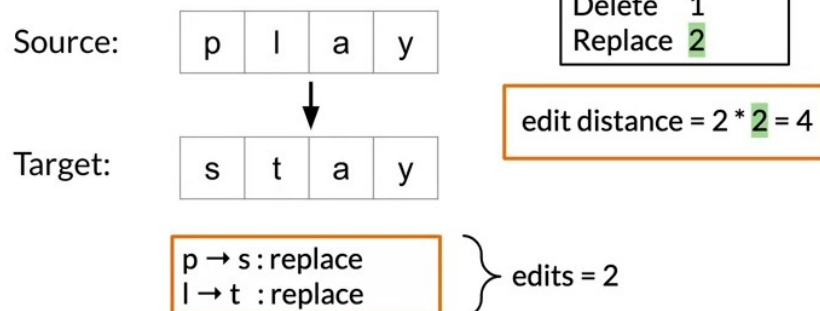 Delete 1
Source: p l a y
Replace 2
edit distance = 2 * 2 = 4
Target: s t a y
p → s : replace
l → t : replace
edits = 2